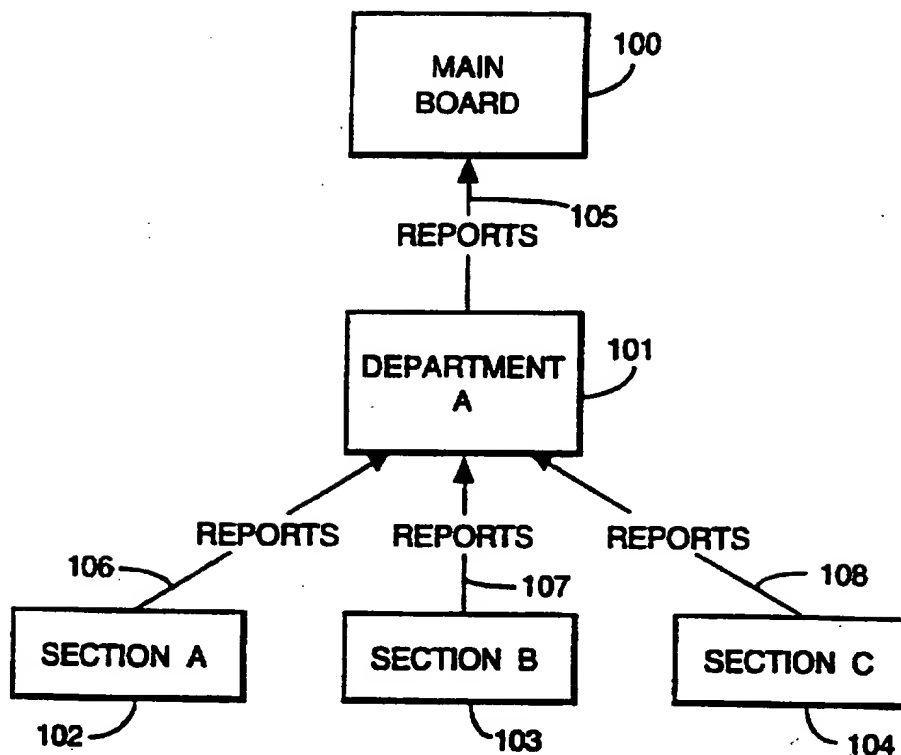 MAIN
BOARD
100
105
REPORTS
DEPARTMENT
A
101
REPORTS
REPORTS
REPORTS
106
107
108
SECTION A
SECTION B
SECTION C
102
103
104